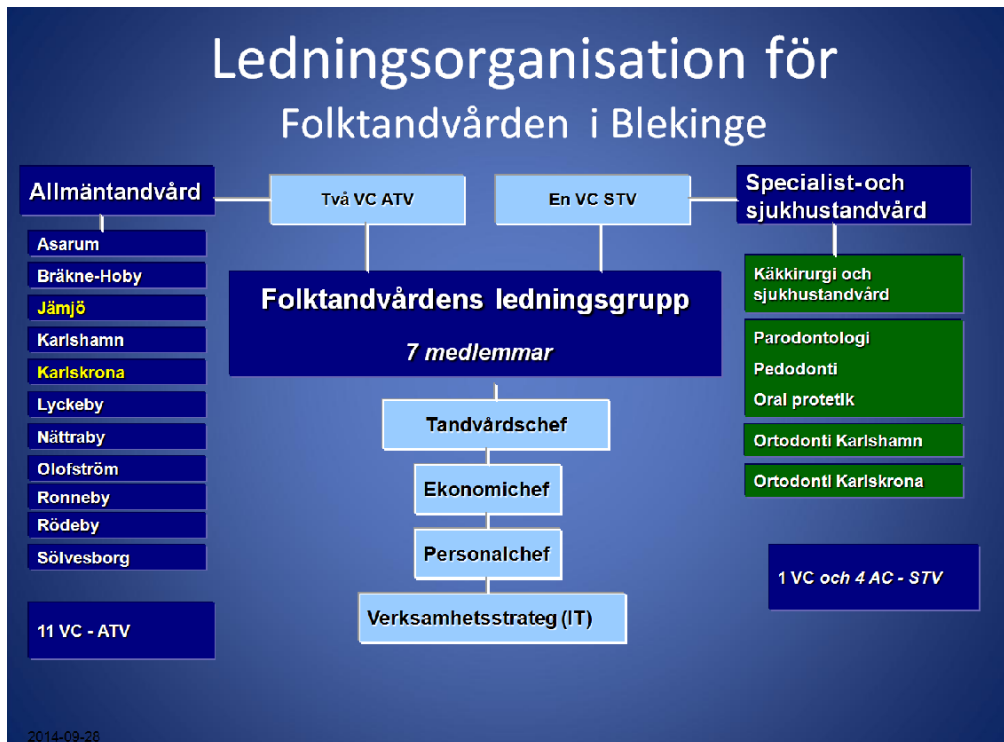 Ledningsorganisation för
Folktandvården i Blekinge
Allmäntandvård
Två VC ATV
En VC STV
Specialist-och
sjukhustandvård
Asarum
Bräkne-Hoby
Jämjö
Karlshamn
Karlskrona
Lyckeby
Nättraby
Olofström
Ronneby
Rödeby
Sölvesborg
11 VC - ATV
Folktandvårdens ledningsgrupp
7 medlemmar
Tandvårdschef
Ekonomichef
Personalchef
Verksamhetsstrateg (IT)
Käkkirurgi och
sjukhustandvård
Parodontologi
Pedodonti
Oral protetik
Ortodonti Karlshamn
Ortodonti Karlskrona
1 VC och 4 AC - STV
2014-09-28